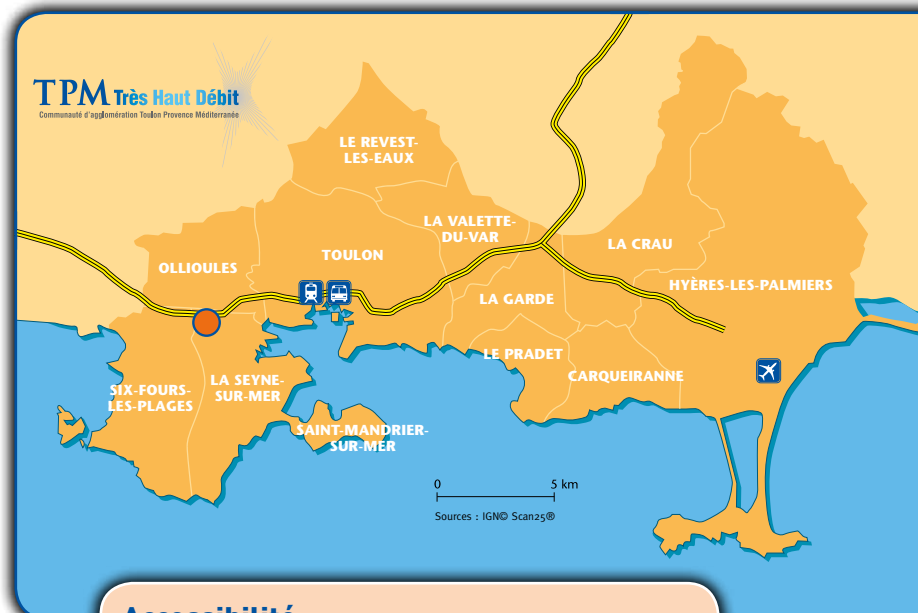 TPM Très Haut Débit
Communauté d'agglomération Toulon Provence Méditerranée
LE REVEST-
LES-EAUX
LA VALETTE-
DU-VAR
LA CRAU
TOULON
OLLIOULES
HYÈRES-LES-PALMIERS
LA GARDE
LE PRADET
CARQUEIRANNE
LA SEYNE-
SUR-MER
SIX-FOURS-
LES-PLAGES
SAINT-MANDRIER-
SUR-MER
0 5 km
Sources : IGN© Scan25®
Accessibilité